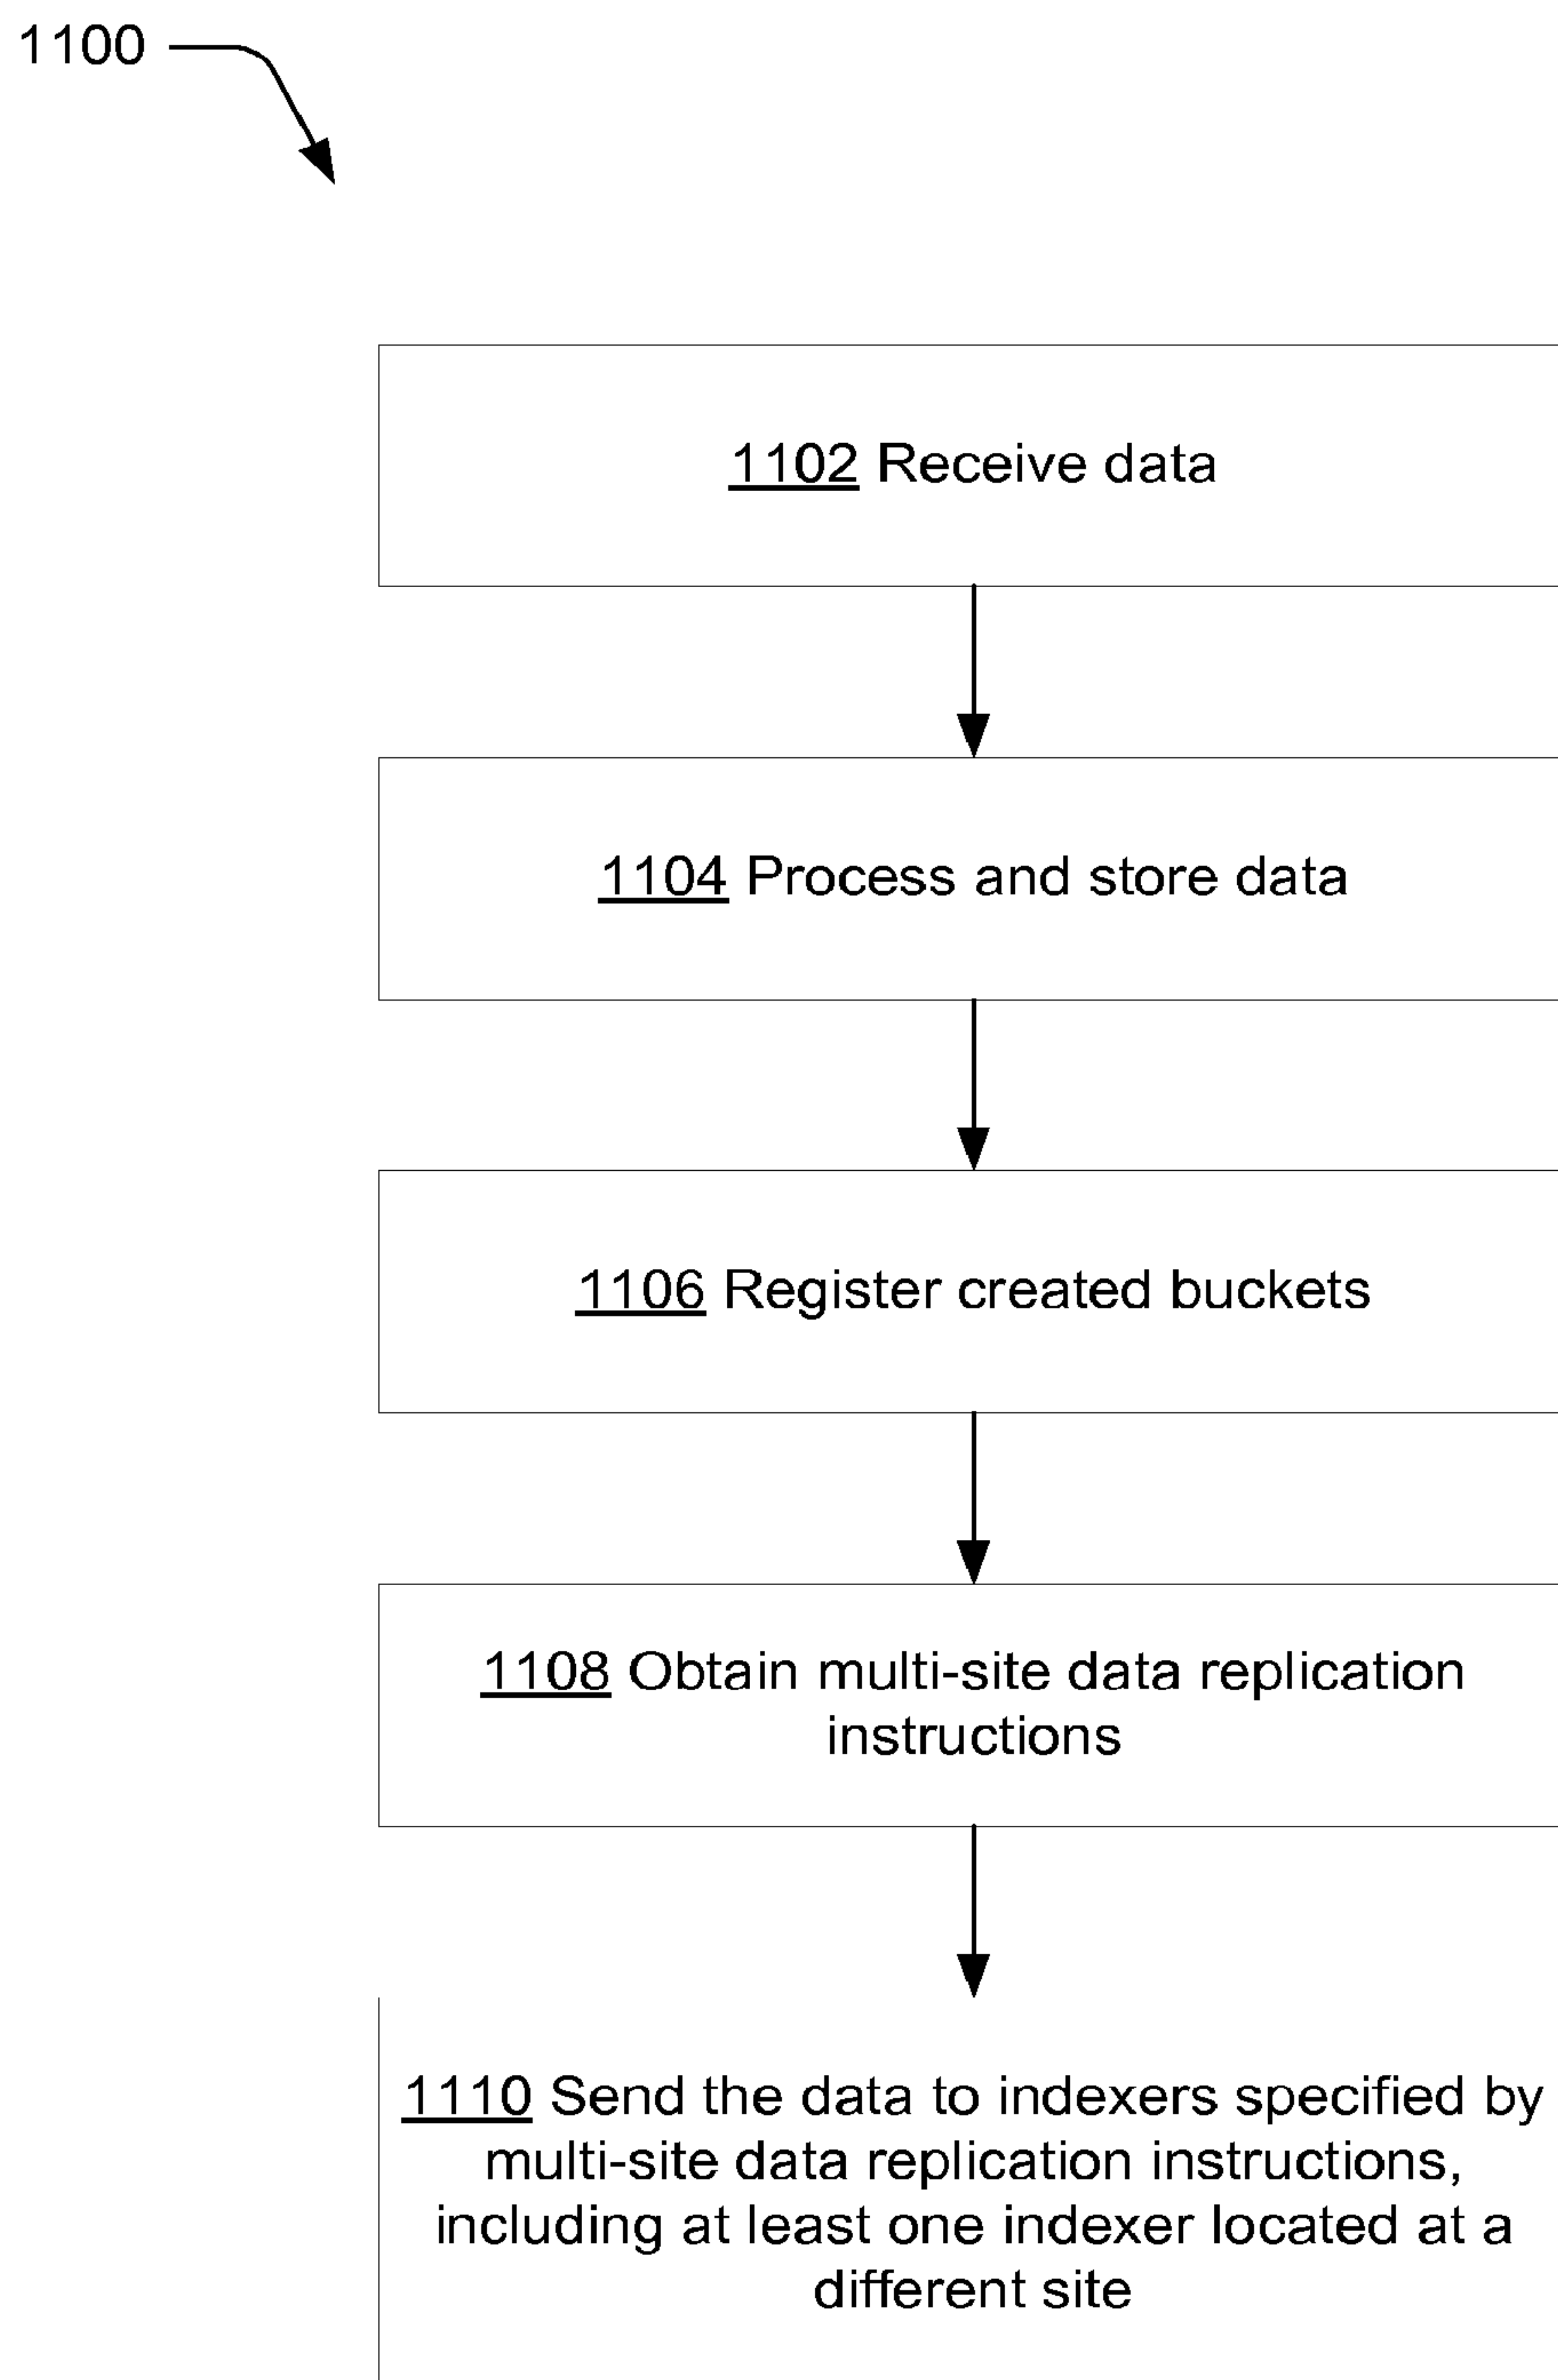 1100
1102 Receive data
1104 Process and store data
1106 Register created buckets
1108 Obtain multi-site data replication
instructions
1110 Send the data to indexers specified by
multi-site data replication instructions,
including at least one indexer located at a
different site